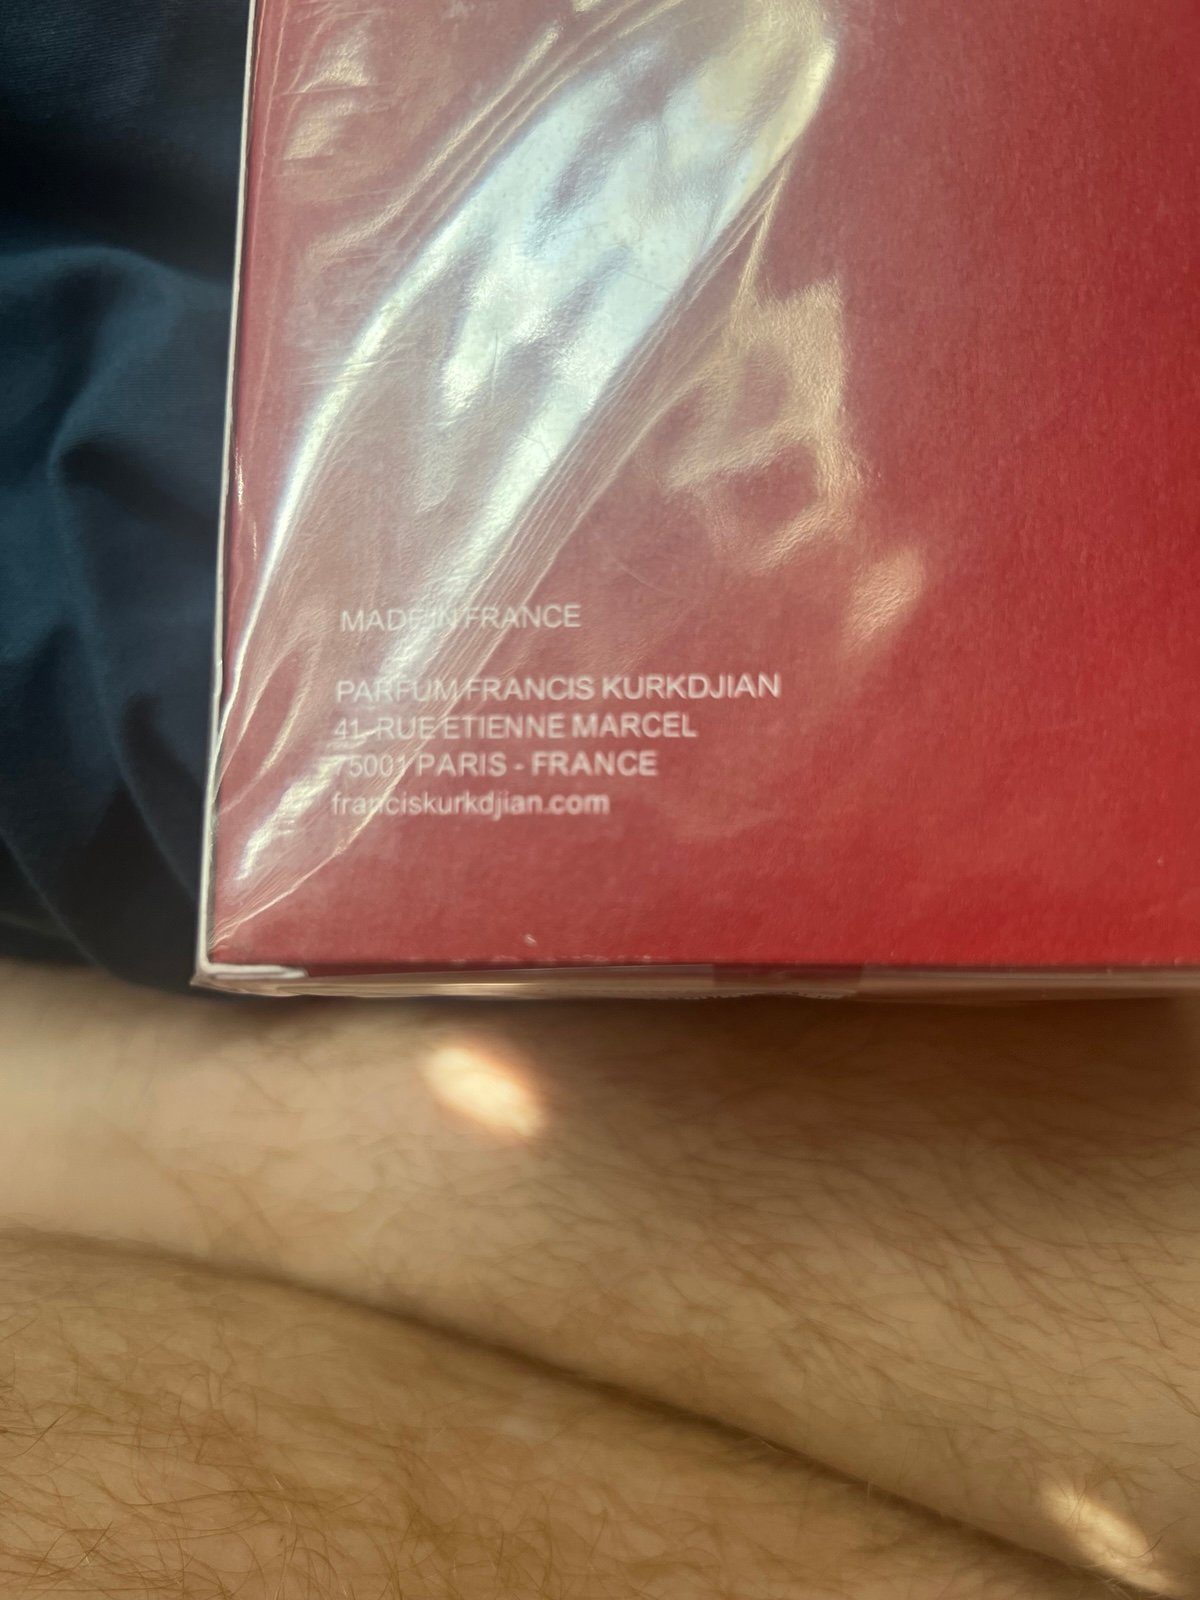 MADE IN FRANCE
PARFUM FRANCIS KURKDJIAN
41 RUE ETIENNE MARCEL
75001 PARIS - FRANCE
franciskurkdjian.com